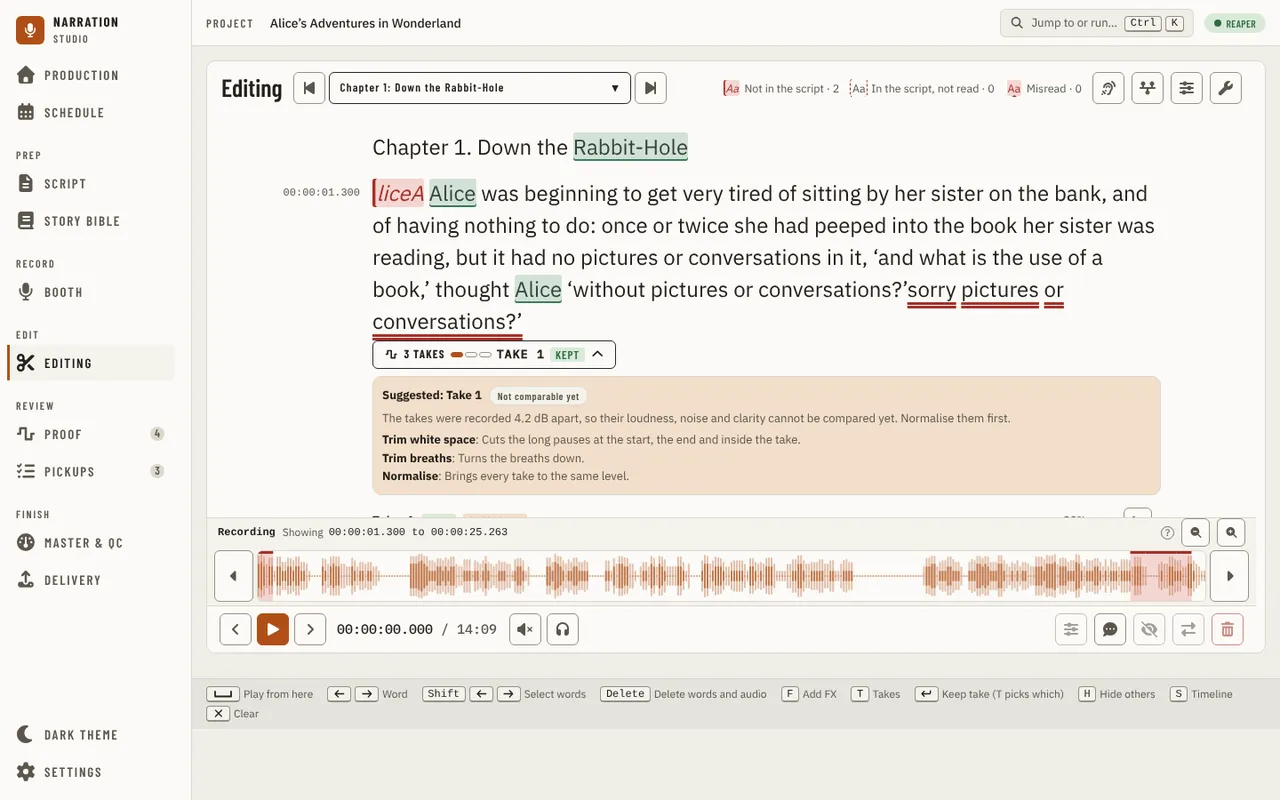 NARRATION
STUDIO
PRODUCTION
SCHEDULE
PREP
SCRIPT
STORY BIBLE
RECORD
BOOTH
EDIT
EDITING
REVIEW
PROOF 4
PICKUPS 3
FINISH
MASTER & QC
DELIVERY
DARK THEME
SETTINGS
PROJECT Alice's Adventures in Wonderland
Jump to or run... Ctrl K
REAPER
Editing
Chapter 1: Down the Rabbit-Hole
Aa Not in the script · 2 Aa In the script, not read · 0 Aa Misread · 0
Chapter 1. Down the Rabbit-Hole
00:00:01.300 liceA Alice was beginning to get very tired of sitting by her sister on the bank, and
of having nothing to do: once or twice she had peeped into the book her sister was
reading, but it had no pictures or conversations in it, ‘and what is the use of a
book,’ thought Alice ‘without pictures or conversations?’sorry pictures or
conversations?’
3 TAKES TAKE 1 KEPT
Suggested: Take 1 Not comparable yet
The takes were recorded 4.2 dB apart, so their loudness, noise and clarity cannot be compared yet. Normalise them first.
Trim white space: Cuts the long pauses at the start, the end and inside the take.
Trim breaths: Turns the breaths down.
Normalise: Brings every take to the same level.
Recording Showing 00:00:01.300 to 00:00:25.263
?
00:00:00.000 / 14:09
Play from here ← → Word Shift ← → Select words Delete Delete words and audio F Add FX T Takes ↵ Keep take (T picks which) H Hide others S Timeline
✕ Clear